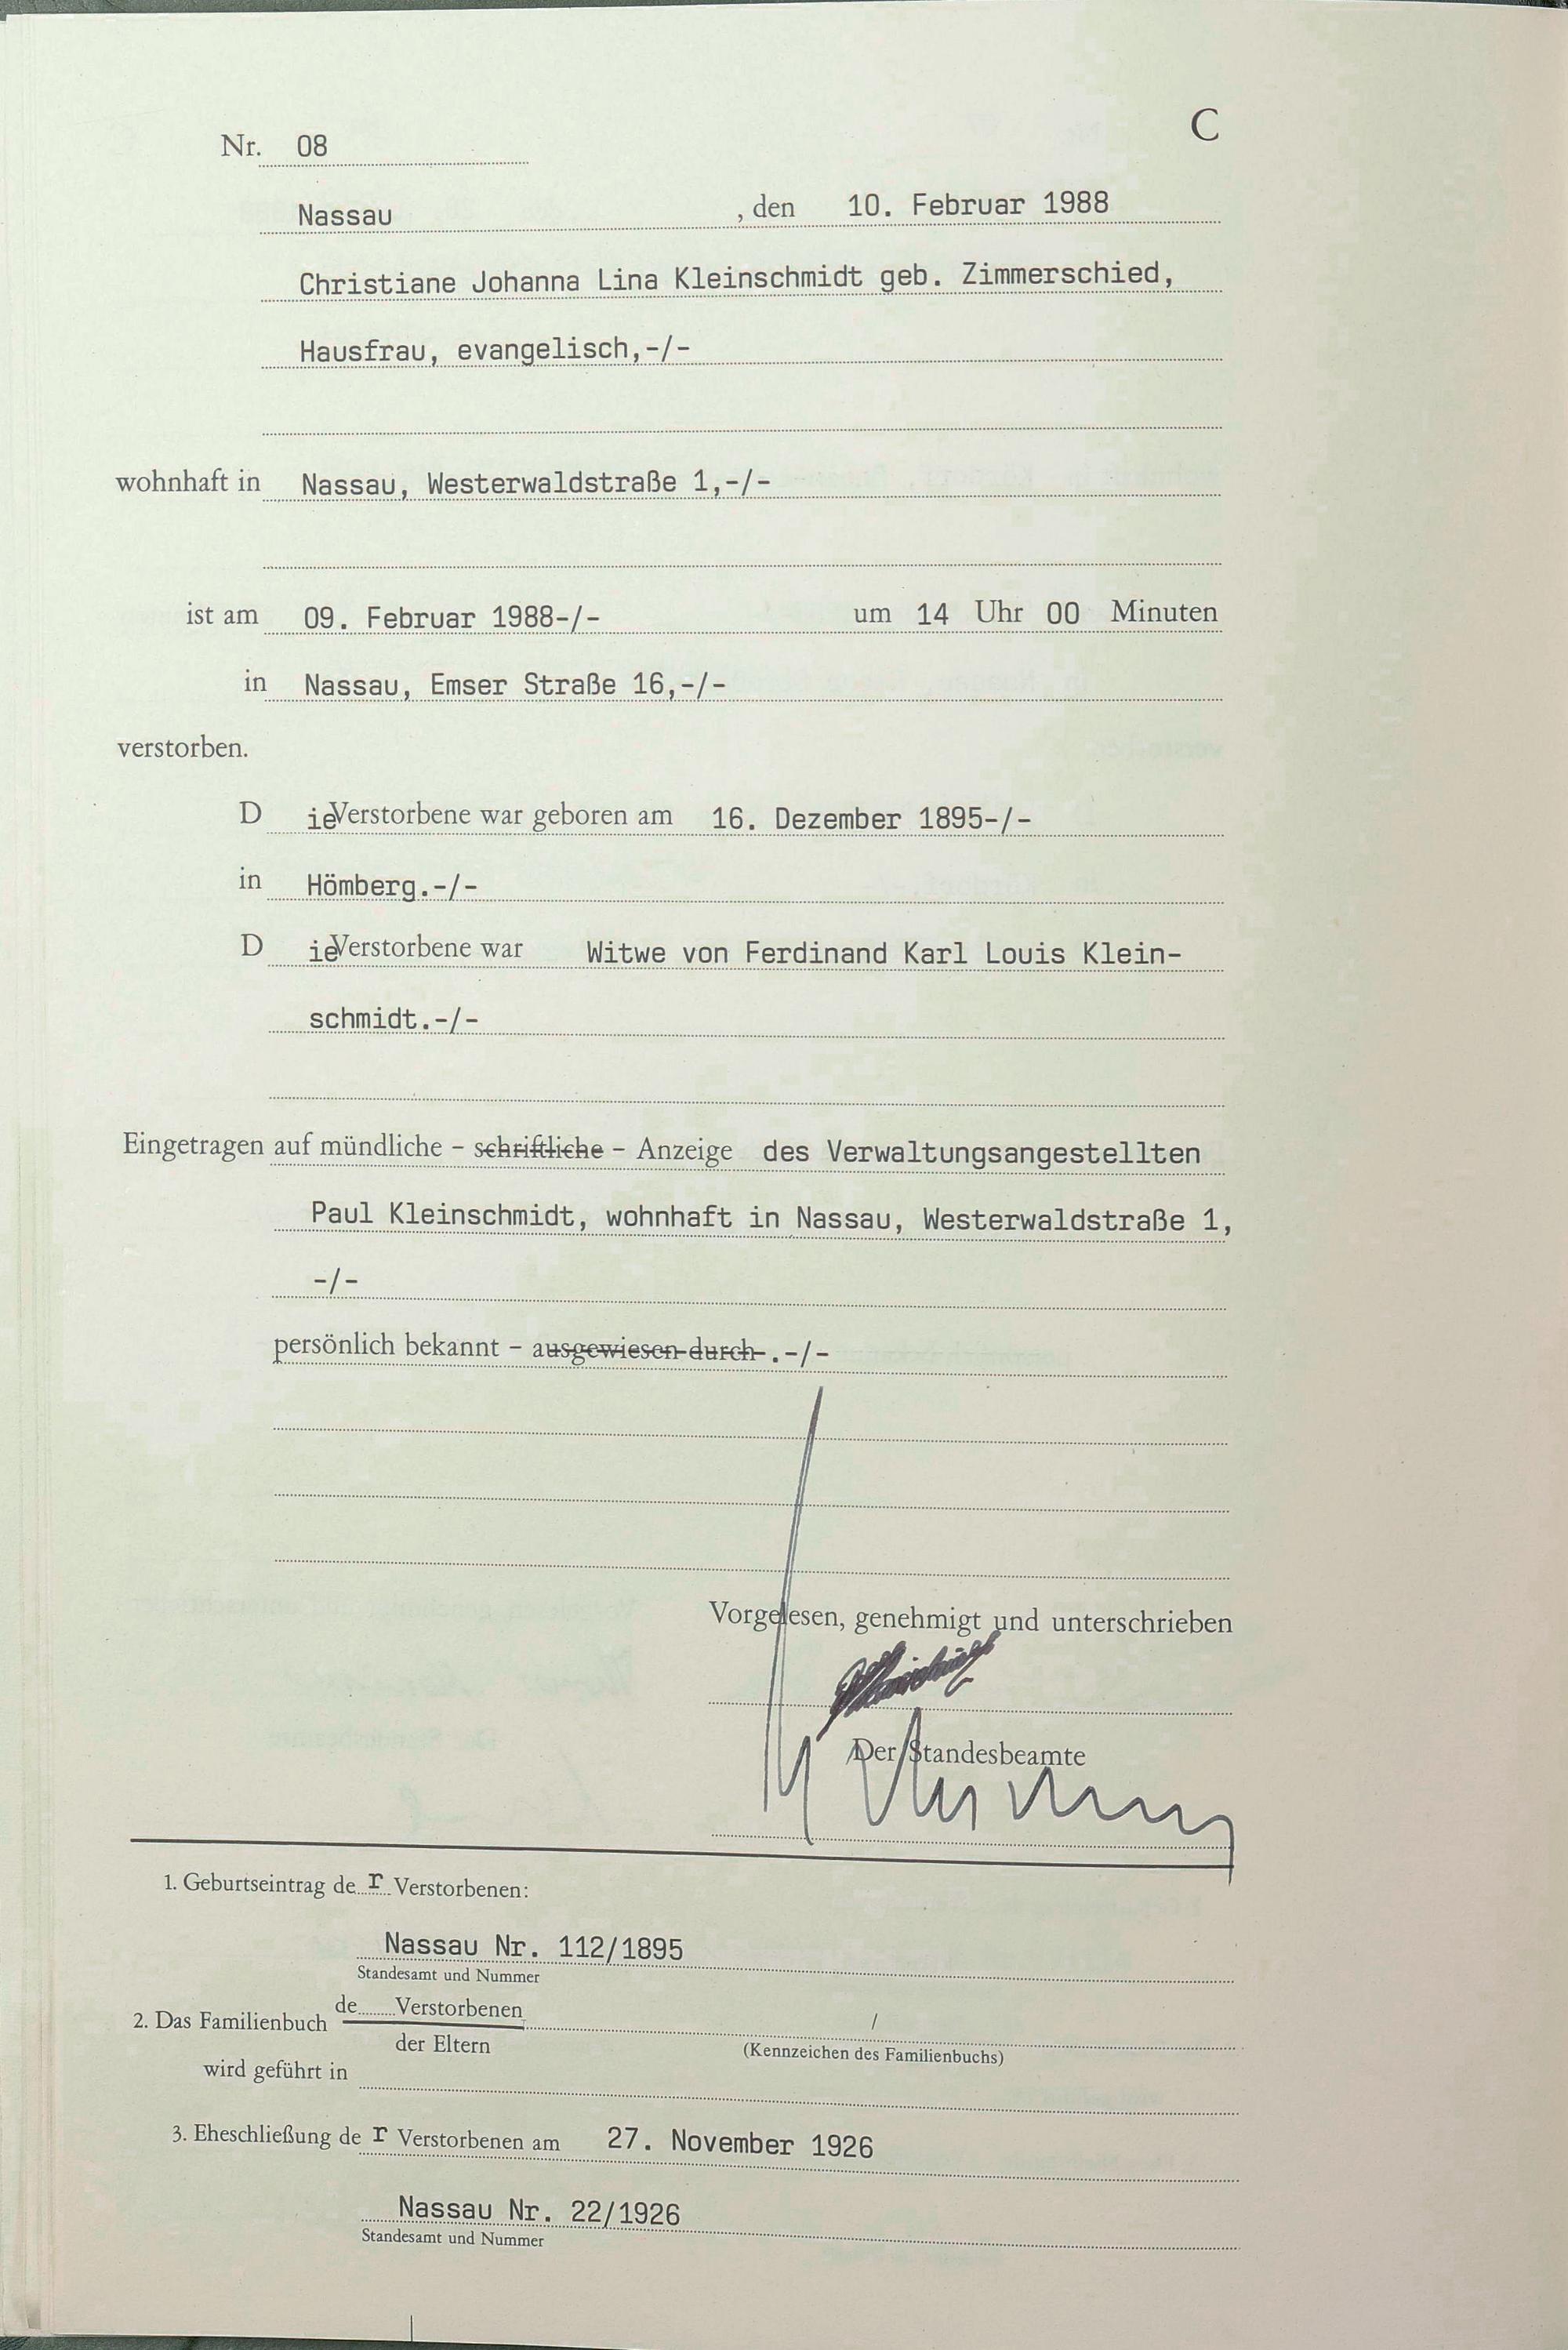 C
Nr. 08
Nassau , den 10. Februar 1988
Christiane Johanna Lina Kleinschmidt geb. Zimmerschied,
Hausfrau, evangelisch,-/-
wohnhaft in Nassau, Westerwaldstraße 1,-/-
ist am 09. Februar 1988-/- um 14 Uhr 00 Minuten
in Nassau, Emser Straße 16,-/-
verstorben.
D ie Verstorbene war geboren am 16. Dezember 1895-/-
in Hömberg.-/-
D ie Verstorbene war Witwe von Ferdinand Karl Louis Klein-
schmidt.-/-
Eingetragen auf mündliche - schriftliche - Anzeige des Verwaltungsangestellten
Paul Kleinschmidt, wohnhaft in Nassau, Westerwaldstraße 1,
-/-
persönlich bekannt - ausgewiesen durch .-/-
Vorgelesen, genehmigt und unterschrieben
Der Standesbeamte
1. Geburtseintrag de r Verstorbenen:
Nassau Nr. 112/1895
Standesamt und Nummer
2. Das Familienbuch de Verstorbenen /
der Eltern (Kennzeichen des Familienbuchs)
wird geführt in
3. Eheschließung de r Verstorbenen am 27. November 1926
Nassau Nr. 22/1926
Standesamt und Nummer